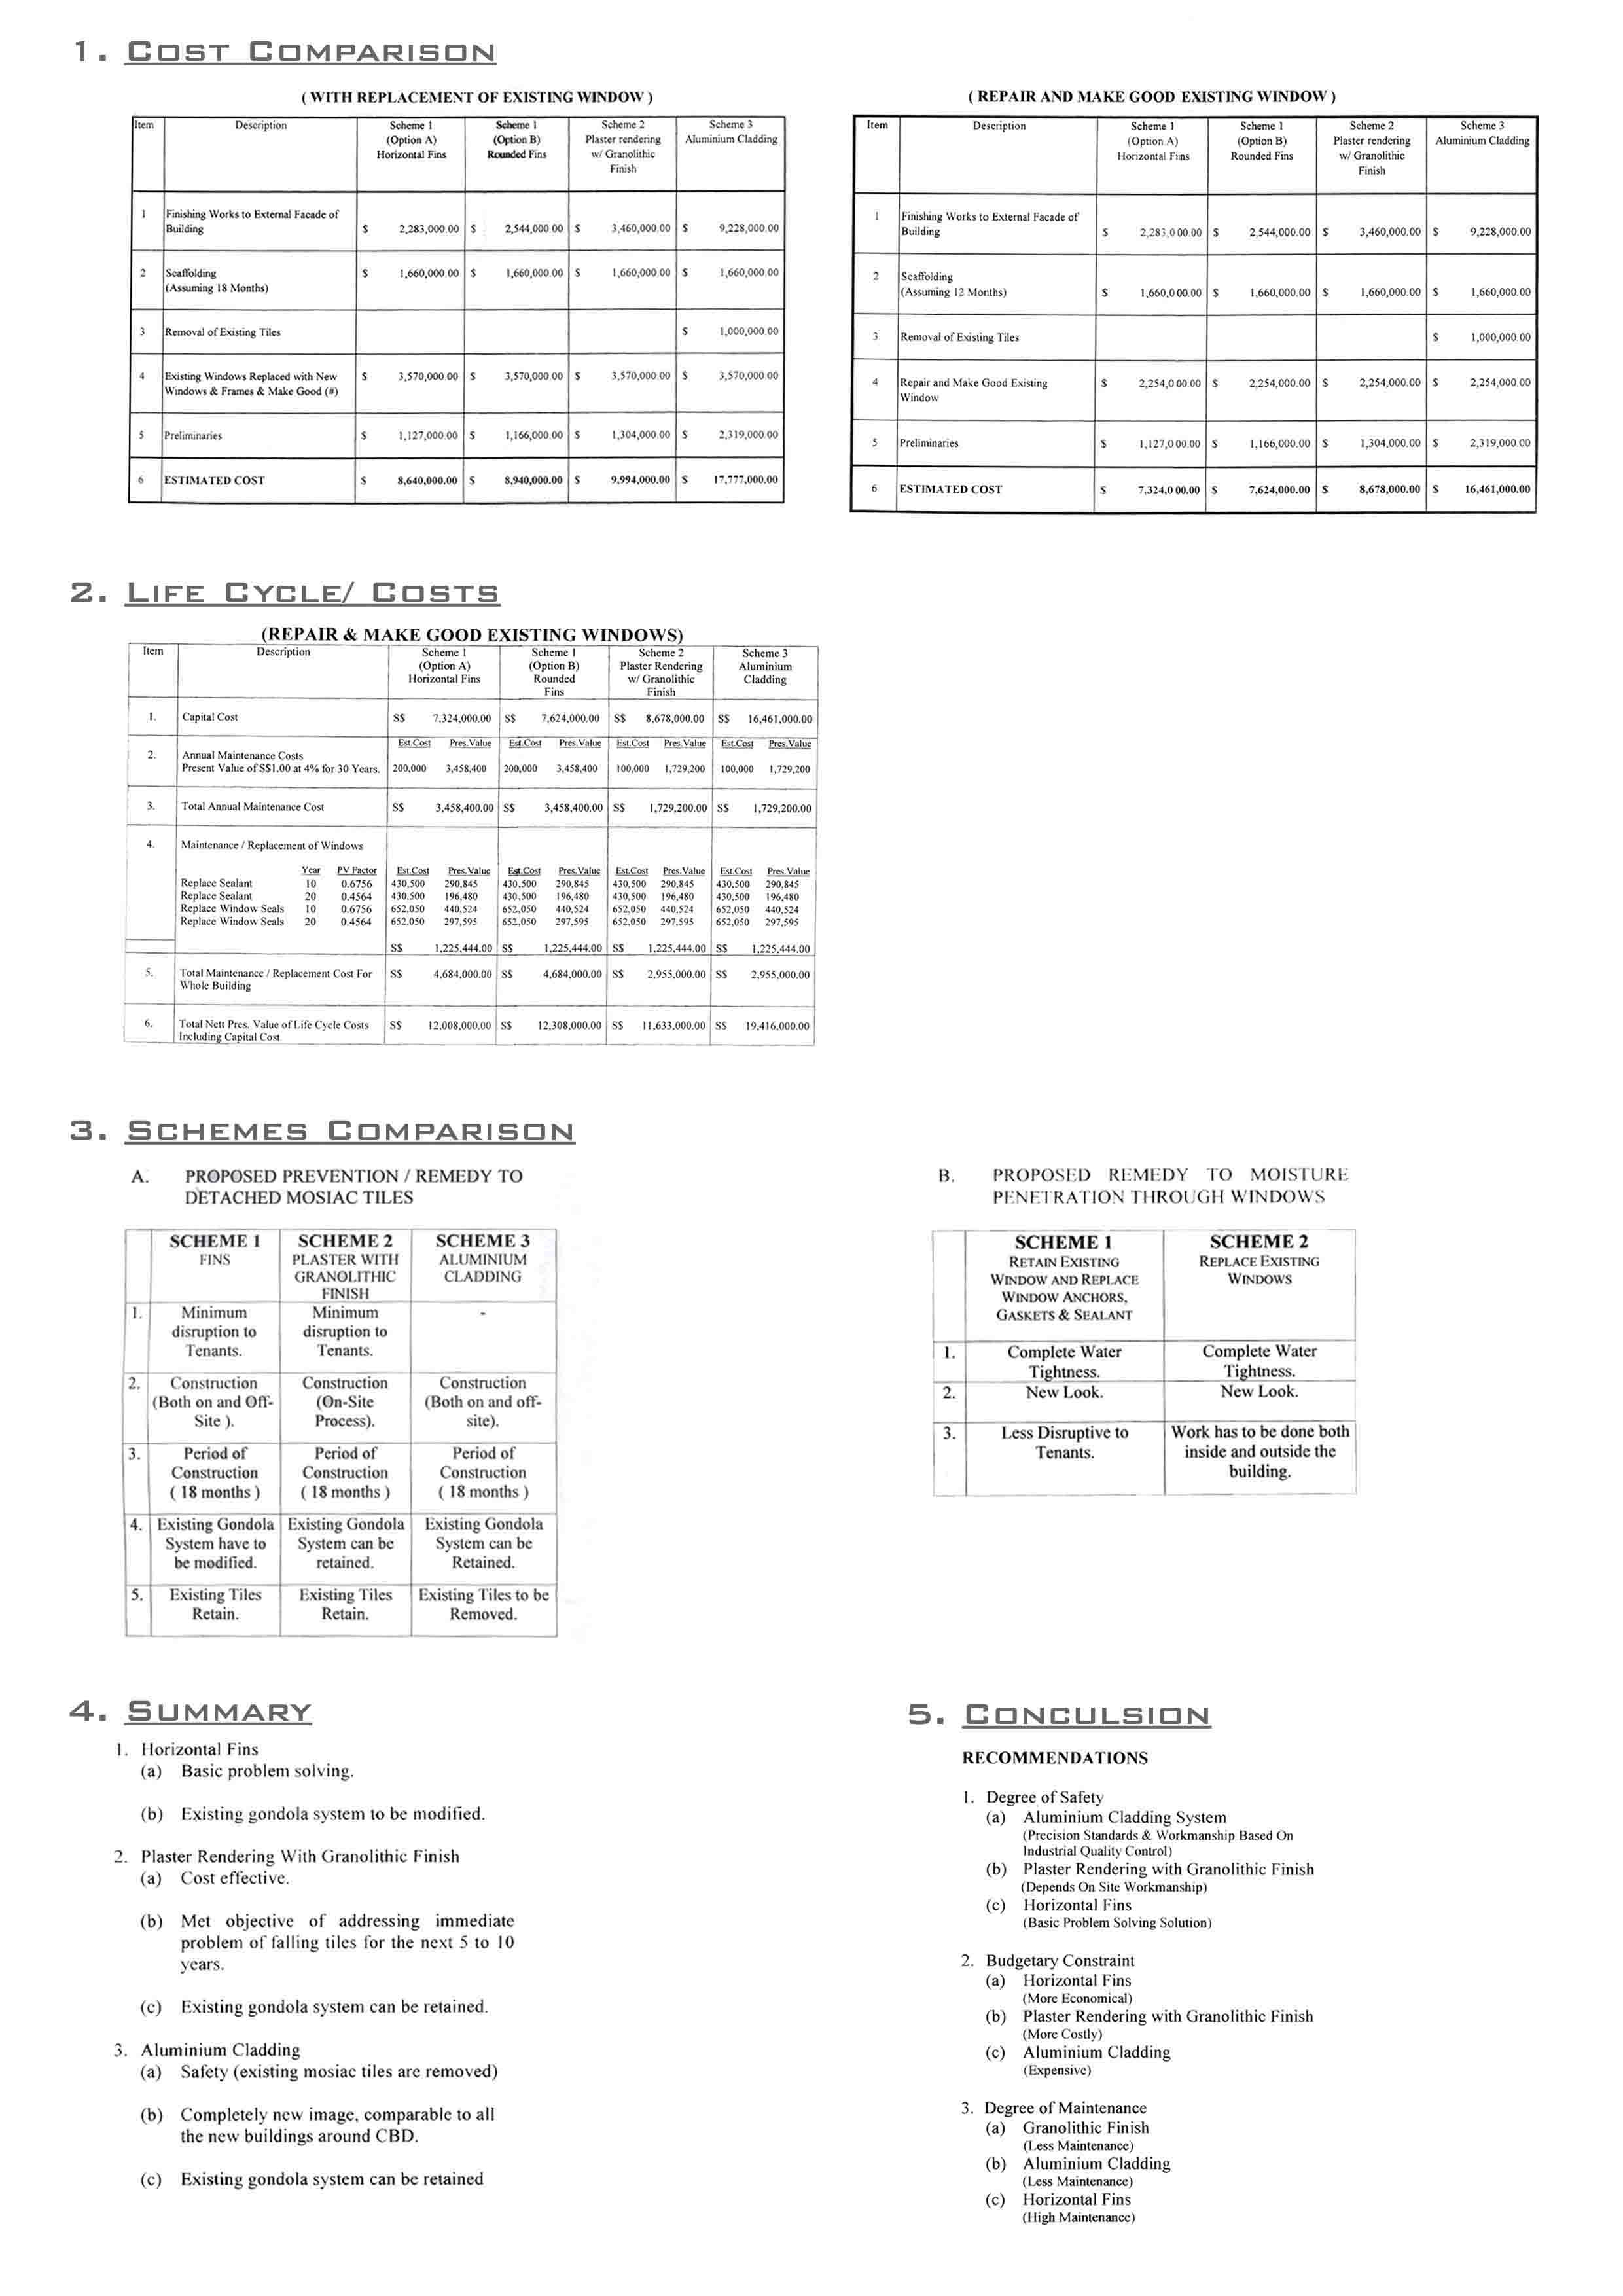 1. COST COMPARISON
( WITH REPLACEMENT OF EXISTING WINDOW )
Item Description Scheme 1 (Option A) Horizontal Fins Scheme 1 (Option B) Rounded Fins Scheme 2 Plaster rendering w/ Granolithic Finish Scheme 3 Aluminium Cladding
1 Finishing Works to External Facade of Building $ 2,283,000.00 $ 2,544,000.00 $ 3,460,000.00 $ 9,228,000.00
2 Scaffolding (Assuming 18 Months) $ 1,660,000.00 $ 1,660,000.00 $ 1,660,000.00 $ 1,660,000.00
3 Removal of Existing Tiles $ 1,000,000.00
4 Existing Windows Replaced with New Windows & Frames & Make Good (#) $ 3,570,000.00 $ 3,570,000.00 $ 3,570,000.00 $ 3,570,000.00
5 Preliminaries $ 1,127,000.00 $ 1,166,000.00 $ 1,304,000.00 $ 2,319,000.00
6 ESTIMATED COST $ 8,640,000.00 $ 8,940,000.00 $ 9,994,000.00 $ 17,777,000.00
( REPAIR AND MAKE GOOD EXISTING WINDOW )
Item Description Scheme 1 (Option A) Horizontal Fins Scheme 1 (Option B) Rounded Fins Scheme 2 Plaster rendering w/ Granolithic Finish Scheme 3 Aluminium Cladding
1 Finishing Works to External Facade of Building $ 2,283,000.00 $ 2,544,000.00 $ 3,460,000.00 $ 9,228,000.00
2 Scaffolding (Assuming 12 Months) $ 1,660,000.00 $ 1,660,000.00 $ 1,660,000.00 $ 1,660,000.00
3 Removal of Existing Tiles $ 1,000,000.00
4 Repair and Make Good Existing Window $ 2,254,000.00 $ 2,254,000.00 $ 2,254,000.00 $ 2,254,000.00
5 Preliminaries $ 1,127,000.00 $ 1,166,000.00 $ 1,304,000.00 $ 2,319,000.00
6 ESTIMATED COST $ 7,324,000.00 $ 7,624,000.00 $ 8,678,000.00 $ 16,461,000.00
2. LIFE CYCLE/ COSTS
(REPAIR & MAKE GOOD EXISTING WINDOWS)
Item Description Scheme 1 (Option A) Horizontal Fins Scheme 1 (Option B) Rounded Fins Scheme 2 Plaster Rendering w/ Granolithic Finish Scheme 3 Aluminium Cladding
1. Capital Cost S$ 7,324,000.00 S$ 7,624,000.00 S$ 8,678,000.00 S$ 16,461,000.00
Est.Cost Pres.Value Est.Cost Pres.Value Est.Cost Pres.Value Est.Cost Pres.Value
2. Annual Maintenance Costs
Present Value of S$1.00 at 4% for 30 Years. 200,000 3,458,400 200,000 3,458,400 100,000 1,729,200 100,000 1,729,200
3. Total Annual Maintenance Cost S$ 3,458,400.00 S$ 3,458,400.00 S$ 1,729,200.00 S$ 1,729,200.00
4. Maintenance / Replacement of Windows
Year PV Factor Est.Cost Pres.Value Est.Cost Pres.Value Est.Cost Pres.Value Est.Cost Pres.Value
Replace Sealant 10 0.6756 430,500 290,845 430,500 290,845 430,500 290,845 430,500 290,845
Replace Sealant 20 0.4564 430,500 196,480 430,500 196,480 430,500 196,480 430,500 196,480
Replace Window Seals 10 0.6756 652,050 440,524 652,050 440,524 652,050 440,524 652,050 440,524
Replace Window Seals 20 0.4564 652,050 297,595 652,050 297,595 652,050 297,595 652,050 297,595
S$ 1,225,444.00 S$ 1,225,444.00 S$ 1,225,444.00 S$ 1,225,444.00
5. Total Maintenance / Replacement Cost For Whole Building S$ 4,684,000.00 S$ 4,684,000.00 S$ 2,955,000.00 S$ 2,955,000.00
6. Total Nett Pres. Value of Life Cycle Costs Including Capital Cost S$ 12,008,000.00 S$ 12,308,000.00 S$ 11,633,000.00 S$ 19,416,000.00
3. SCHEMES COMPARISON
A. PROPOSED PREVENTION / REMEDY TO
DETACHED MOSIAC TILES
SCHEME 1 FINS SCHEME 2 PLASTER WITH GRANOLITHIC FINISH SCHEME 3 ALUMINIUM CLADDING
1. Minimum disruption to Tenants. Minimum disruption to Tenants. -
2. Construction (Both on and Off-Site ). Construction (On-Site Process). Construction (Both on and off-site).
3. Period of Construction ( 18 months ) Period of Construction ( 18 months ) Period of Construction ( 18 months )
4. Existing Gondola System have to be modified. Existing Gondola System can be retained. Existing Gondola System can be Retained.
5. Existing Tiles Retain. Existing Tiles Retain. Existing Tiles to be Removed.
B. PROPOSED REMEDY TO MOISTURE
PENETRATION THROUGH WINDOWS
SCHEME 1 RETAIN EXISTING WINDOW AND REPLACE WINDOW ANCHORS, GASKETS & SEALANT SCHEME 2 REPLACE EXISTING WINDOWS
1. Complete Water Tightness. Complete Water Tightness.
2. New Look. New Look.
3. Less Disruptive to Tenants. Work has to be done both inside and outside the building.
4. SUMMARY
1. Horizontal Fins
(a) Basic problem solving.
(b) Existing gondola system to be modified.
2. Plaster Rendering With Granolithic Finish
(a) Cost effective.
(b) Met objective of addressing immediate
problem of falling tiles for the next 5 to 10
years.
(c) Existing gondola system can be retained.
3. Aluminium Cladding
(a) Safety (existing mosiac tiles are removed)
(b) Completely new image, comparable to all
the new buildings around CBD.
(c) Existing gondola system can be retained
5. CONCULSION
RECOMMENDATIONS
1. Degree of Safety
(a) Aluminium Cladding System
(Precision Standards & Workmanship Based On
Industrial Quality Control)
(b) Plaster Rendering with Granolithic Finish
(Depends On Site Workmanship)
(c) Horizontal Fins
(Basic Problem Solving Solution)
2. Budgetary Constraint
(a) Horizontal Fins
(More Economical)
(b) Plaster Rendering with Granolithic Finish
(More Costly)
(c) Aluminium Cladding
(Expensive)
3. Degree of Maintenance
(a) Granolithic Finish
(Less Maintenance)
(b) Aluminium Cladding
(Less Maintenance)
(c) Horizontal Fins
(High Maintenance)